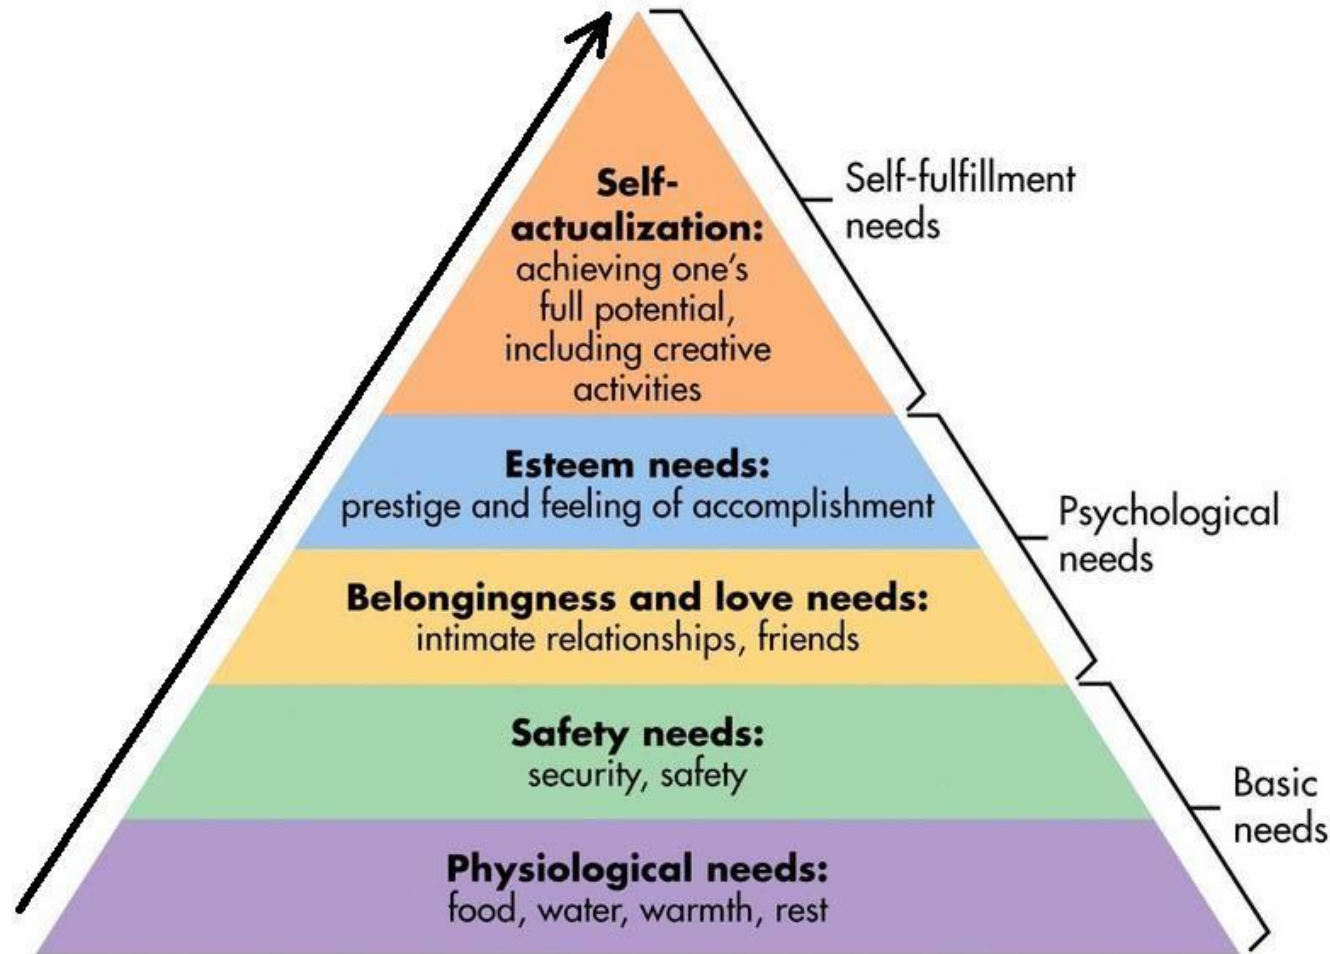 Self-
actualization:
achieving one's
full potential,
including creative
activities
Self-fulfillment
needs
Esteem needs:
prestige and feeling of accomplishment
Psychological
needs
Belongingness and love needs:
intimate relationships, friends
Safety needs:
security, safety
Basic
needs
Physiological needs:
food, water, warmth, rest